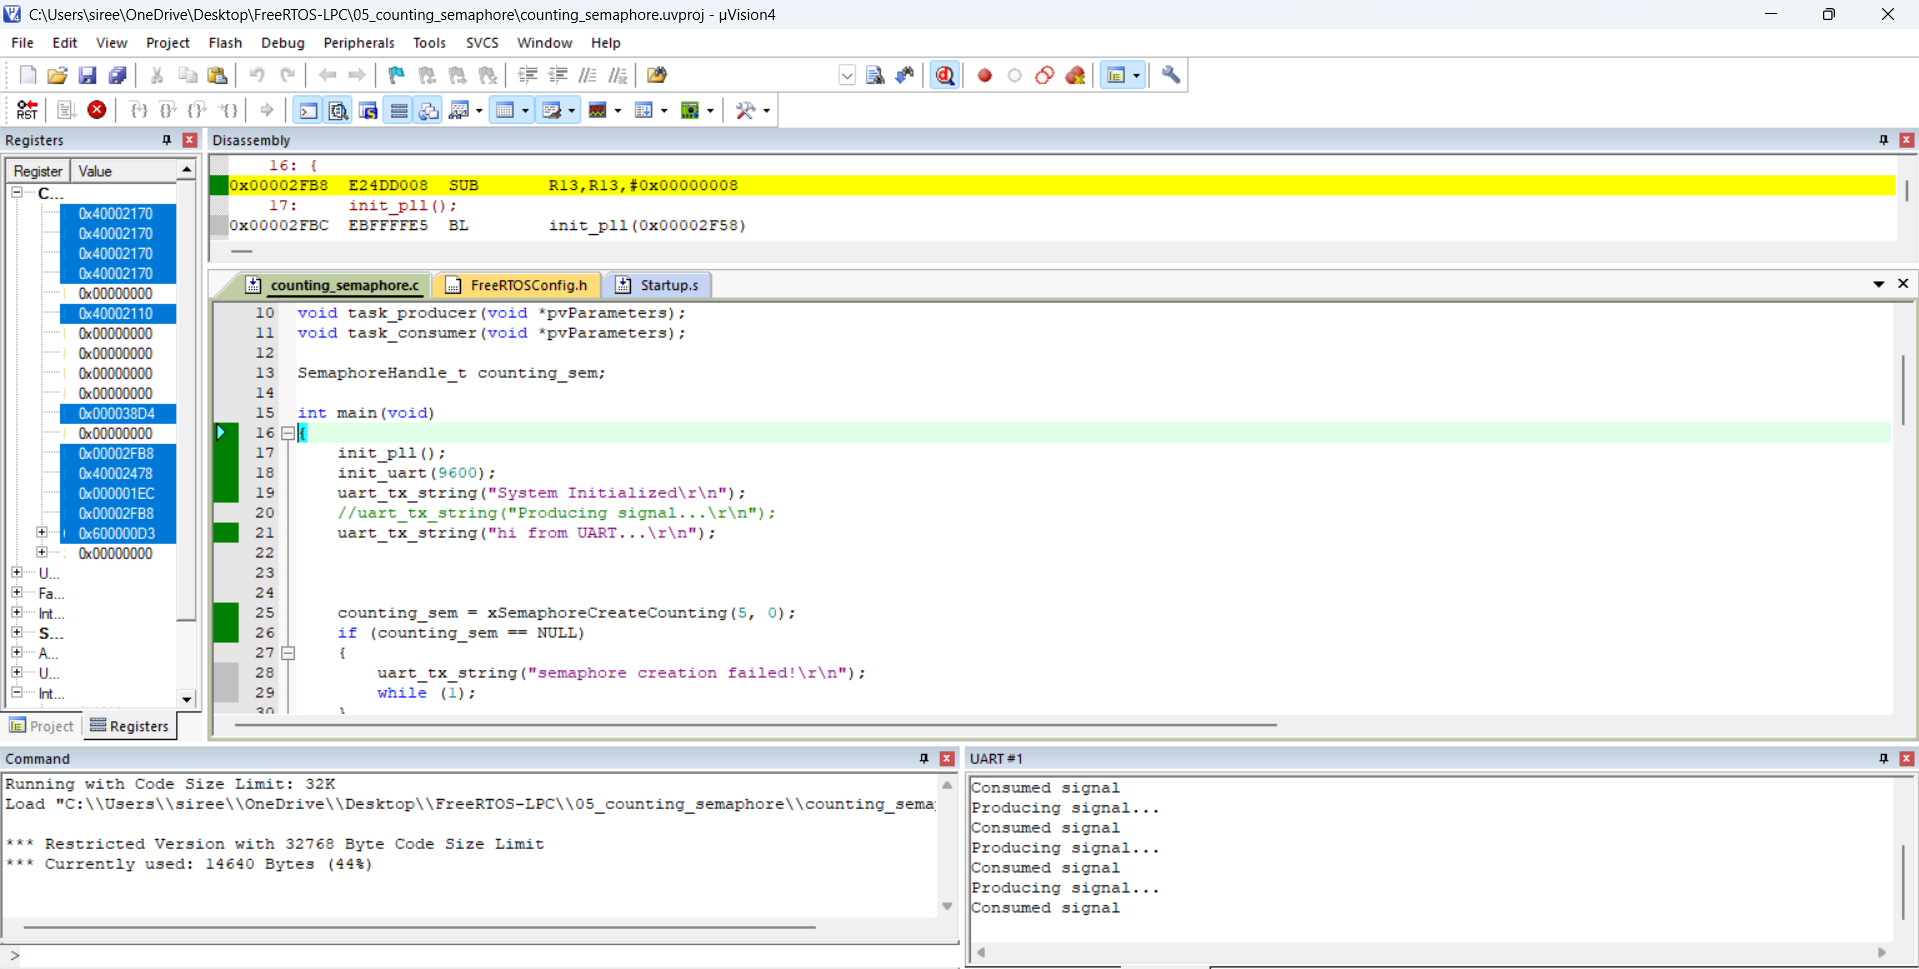 C:\Users\siree\OneDrive\Desktop\FreeRTOS-LPC\05_counting_semaphore\counting_semaphore.uvproj - µVision4
File Edit View Project Flash Debug Peripherals Tools SVCS Window Help
RST
Registers
Register Value
C...
0x40002170
0x40002170
0x40002170
0x40002170
0x00000000
0x40002110
0x00000000
0x00000000
0x00000000
0x00000000
0x000038D4
0x00000000
0x00002FB8
0x40002478
0x000001EC
0x00002FB8
0x600000D3
0x00000000
U...
Fa...
Int...
S...
A...
U...
Int...
Project Registers
Disassembly
16: {
0x00002FB8 E24DD008 SUB R13,R13,#0x00000008
17: init_pll();
0x00002FBC EBFFFFE5 BL init_pll(0x00002F58)
counting_semaphore.c FreeRTOSConfig.h Startup.s
10 void task_producer(void *pvParameters);
11 void task_consumer(void *pvParameters);
12
13 SemaphoreHandle_t counting_sem;
14
15 int main(void)
16 {
17 init_pll();
18 init_uart(9600);
19 uart_tx_string("System Initialized\r\n");
20 //uart_tx_string("Producing signal...\r\n");
21 uart_tx_string("hi from UART...\r\n");
22
23
24
25 counting_sem = xSemaphoreCreateCounting(5, 0);
26 if (counting_sem == NULL)
27 {
28 uart_tx_string("semaphore creation failed!\r\n");
29 while (1);
30 }
Command
Running with Code Size Limit: 32K
Load "C:\\Users\\siree\\OneDrive\\Desktop\\FreeRTOS-LPC\\05_counting_semaphore\\counting_sema
*** Restricted Version with 32768 Byte Code Size Limit
*** Currently used: 14640 Bytes (44%)
>
UART #1
Consumed signal
Producing signal...
Consumed signal
Producing signal...
Consumed signal
Producing signal...
Consumed signal